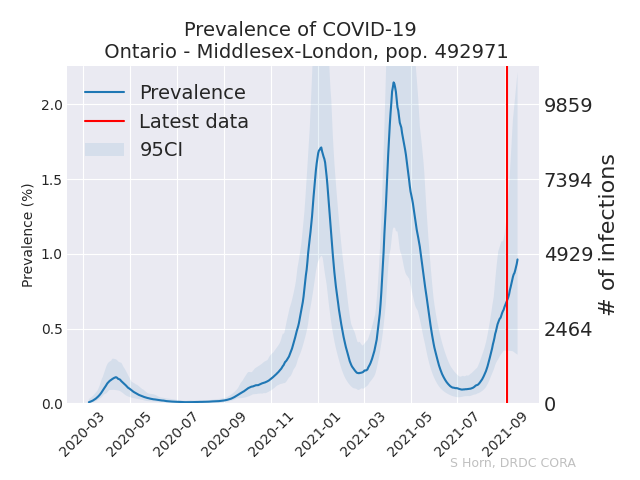 Prevalence of COVID-19
Ontario - Middlesex-London, pop. 492971
Prevalence
Latest data
95CI
Prevalence (%)
2.0
1.5
1.0
0.5
0.0
9859
7394
4929
2464
0
# of infections
2020-03
2020-05
2020-07
2020-09
2020-11
2021-01
2021-03
2021-05
2021-07
2021-09
S Horn, DRDC CORA